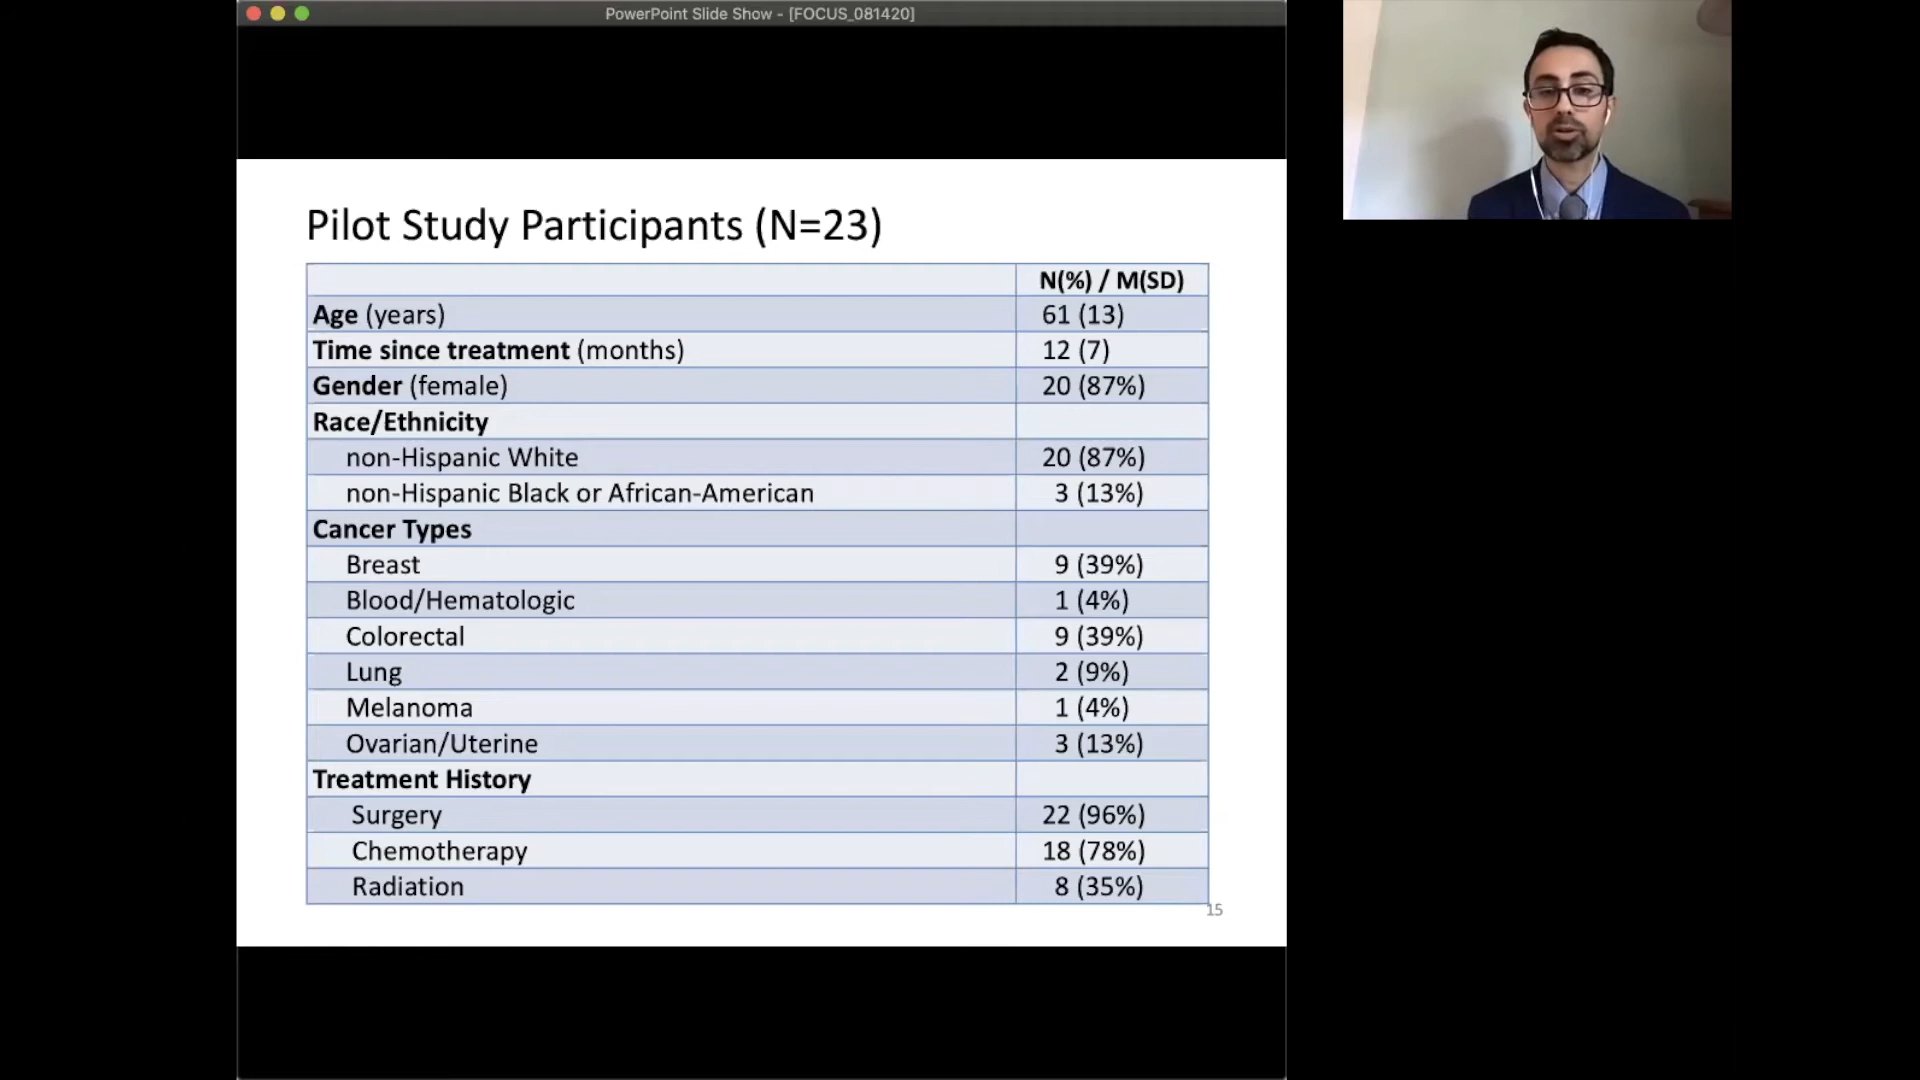 PowerPoint Slide Show - [FOCUS_081420]
Pilot Study Participants (N=23)
N(%) / M(SD)
Age (years) 61 (13)
Time since treatment (months) 12 (7)
Gender (female) 20 (87%)
Race/Ethnicity
non-Hispanic White 20 (87%)
non-Hispanic Black or African-American 3 (13%)
Cancer Types
Breast 9 (39%)
Blood/Hematologic 1 (4%)
Colorectal 9 (39%)
Lung 2 (9%)
Melanoma 1 (4%)
Ovarian/Uterine 3 (13%)
Treatment History
Surgery 22 (96%)
Chemotherapy 18 (78%)
Radiation 8 (35%)
15